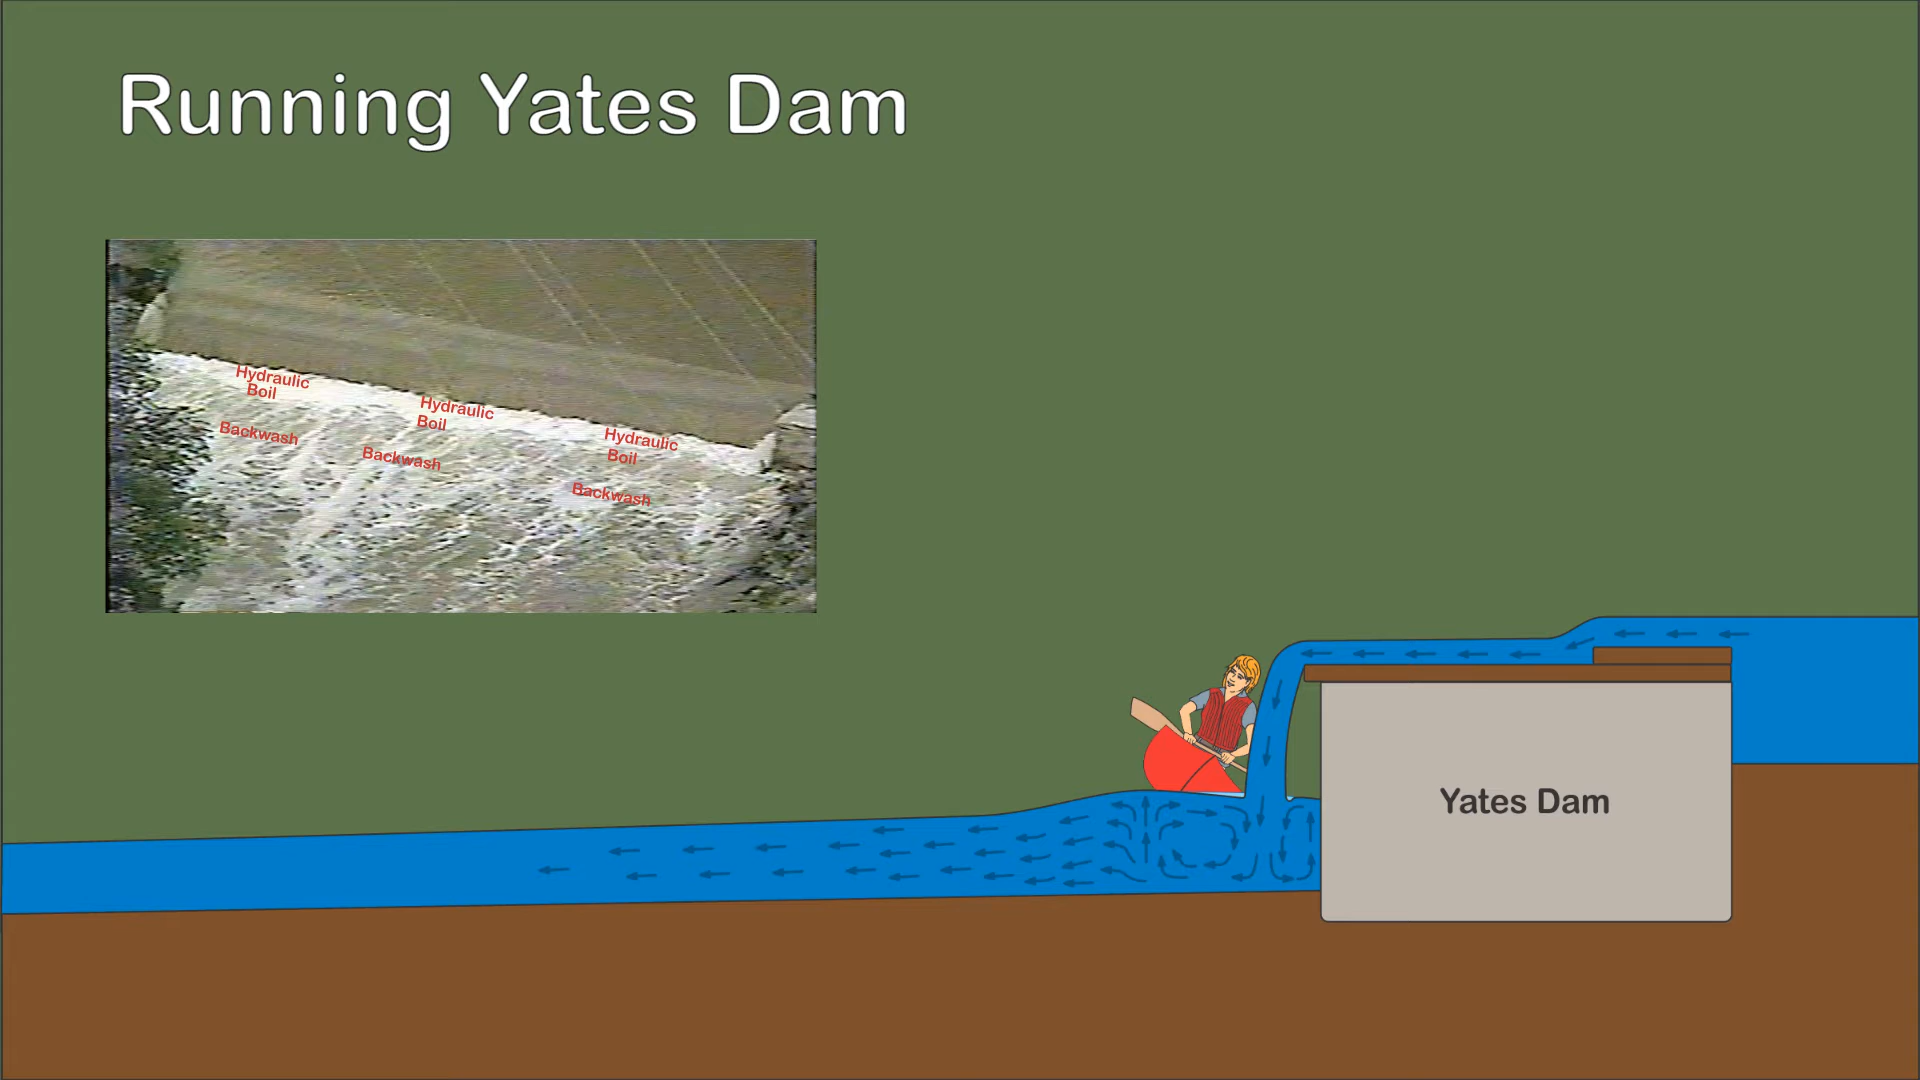 Running Yates Dam
Hydraulic
Boil
Hydraulic
Boil
Hydraulic
Boil
Backwash
Backwash
Backwash
Yates Dam